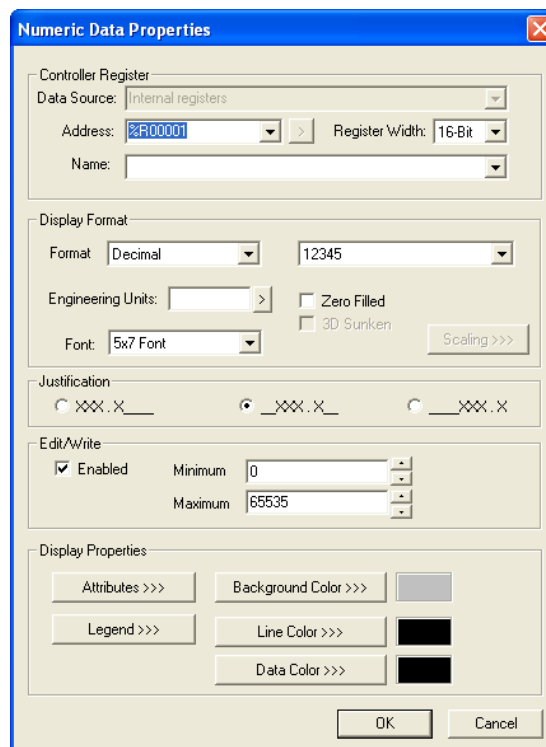 Numeric Data Properties
Controller Register
Data Source: Internal registers
Address: %R00001 > Register Width: 16-Bit
Name:
Display Format
Format Decimal 12345
Engineering Units: > Zero Filled
3D Sunken
Font: 5x7 Font Scaling >>>
Justification
XXX.X____ __XXX.X__ ____XXX.X
Edit/Write
Enabled Minimum 0
Maximum 65535
Display Properties
Attributes >>> Background Color >>>
Legend >>> Line Color >>>
Data Color >>>
OK Cancel